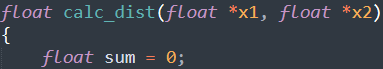 float calc_dist(float *x1, float *x2)
{
    float sum = 0;